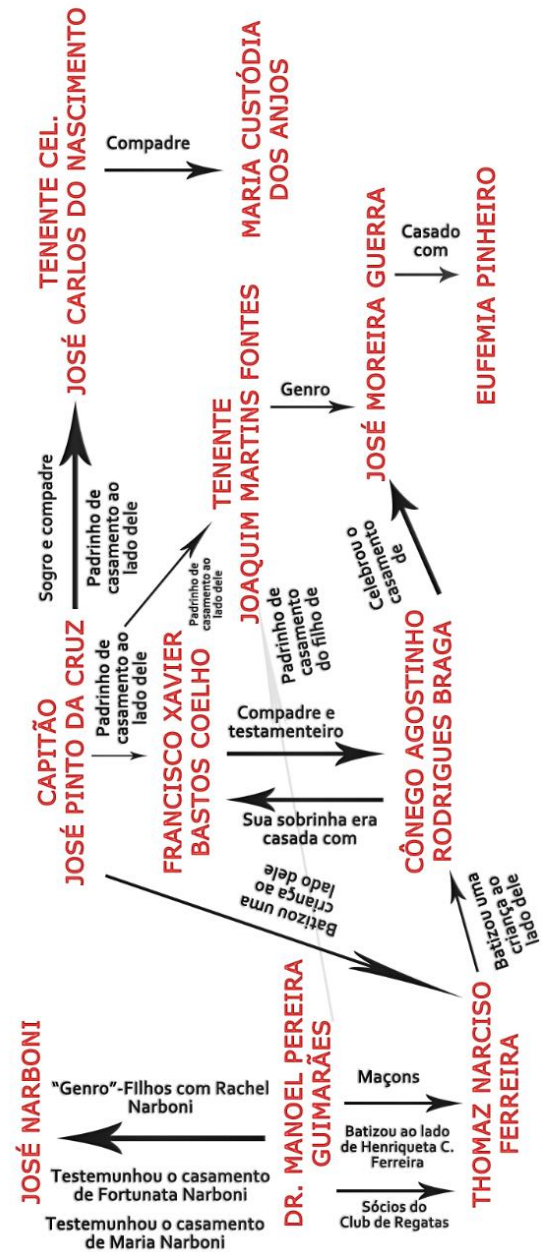 JOSÉ NARBONI
"Genro"-FIlhos com Rachel
Narboni
Testemunhou o casamento
de Fortunata Narboni
Testemunhou o casamento
de Maria Narboni
DR. MANOEL PEREIRA
GUIMARÃES
Maçons
Batizou ao lado
de Henriqueta C.
Ferreira
Sócios do
Club de Regatas
THOMAZ NARCISO
FERREIRA
CAPITÃO
JOSÉ PINTO DA CRUZ
Batizou uma
criança ao
lado dele
Padrinho de
casamento ao
lado dele
FRANCISCO XAVIER
BASTOS COELHO
Padrinho de
casamento ao
lado dele
Compadre e
testamenteiro
Sua sobrinha era
casada com
CÔNEGO AGOSTINHO
RODRIGUES BRAGA
Batizou uma
criança ao
lado dele
Sogro e compadre
Padrinho de
casamento ao
lado dele
TENENTE
JOAQUIM MARTINS FONTES
Padrinho de
casamento
do filho de
Genro
Celebrou o
casamento
de
JOSÉ MOREIRA GUERRA
Casado
com
EUFEMIA PINHEIRO
TENENTE CEL.
JOSÉ CARLOS DO NASCIMENTO
Compadre
MARIA CUSTÓDIA
DOS ANJOS